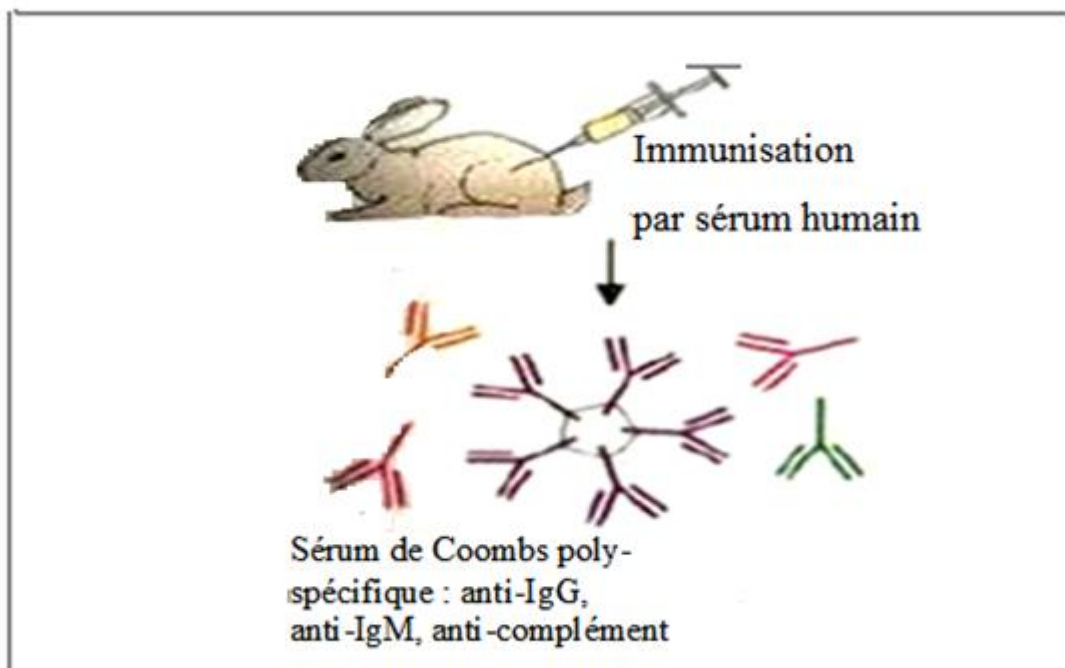 Immunisation
par sérum humain
Sérum de Coombs poly-
spécifique : anti-IgG,
anti-IgM, anti-complément